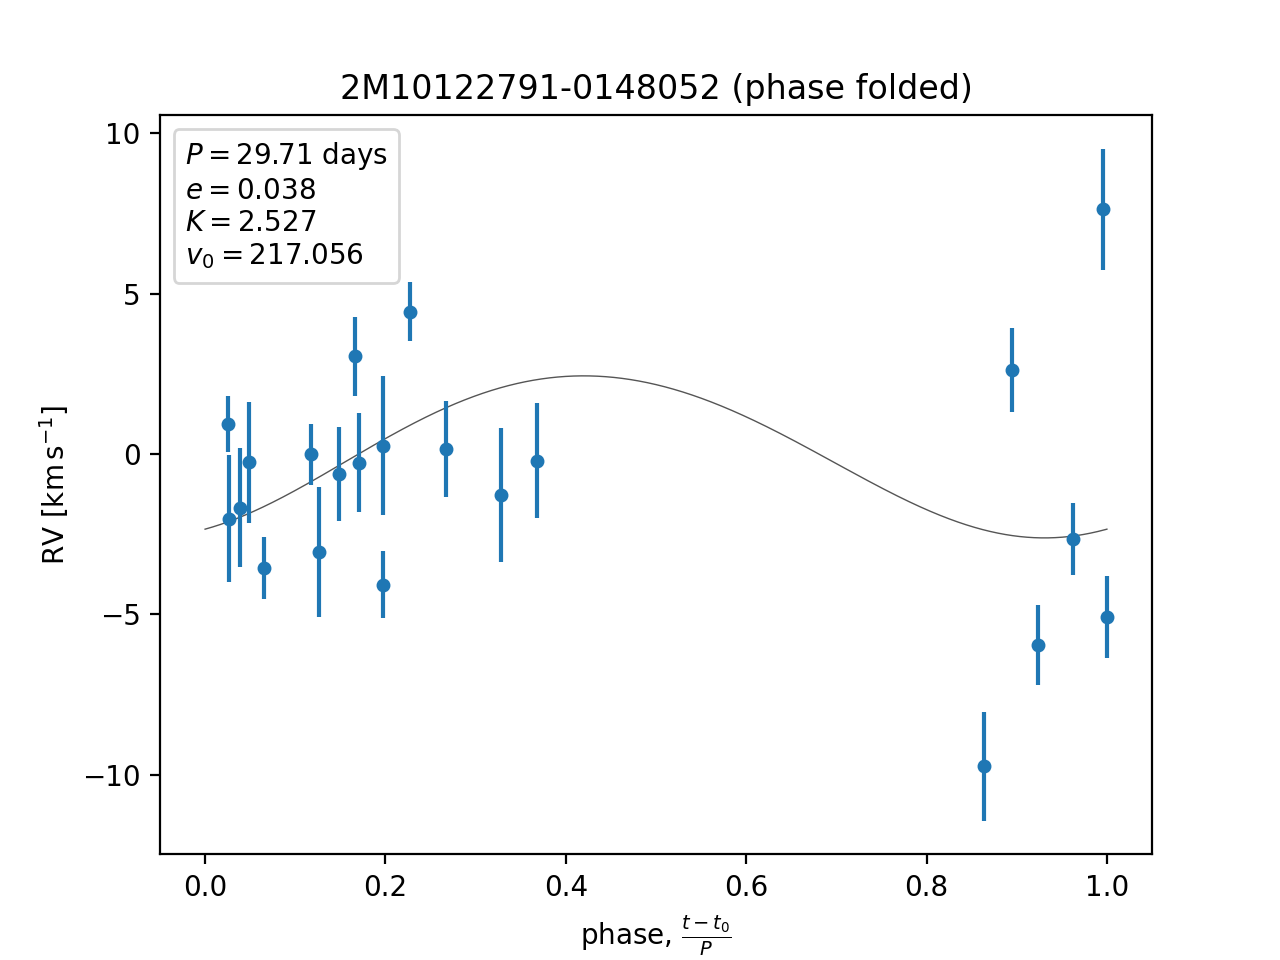 2M10122791-0148052 (phase folded)
P = 29.71 days
e = 0.038
K = 2.527
v₀ = 217.056
10
5
0
−5
−10
RV [km s⁻¹]
0.0 0.2 0.4 0.6 0.8 1.0
phase, (t − t₀)/P